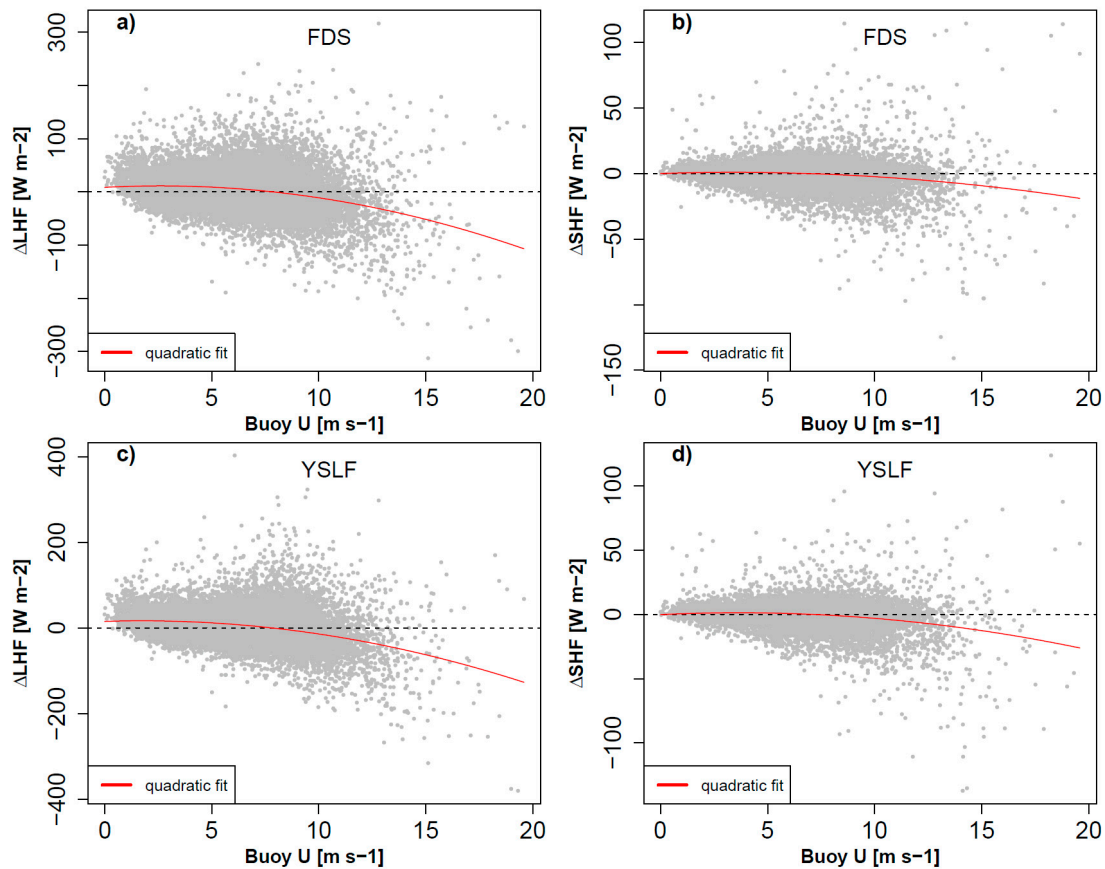 a)
FDS
ΔLHF [W m−2]
300
100
−100
−300
quadratic fit
0 5 10 15 20
Buoy U [m s−1]
b)
FDS
ΔSHF [W m−2]
100
50
0
−50
−150
quadratic fit
0 5 10 15 20
Buoy U [m s−1]
c)
YSLF
ΔLHF [W m−2]
400
200
0
−200
−400
quadratic fit
0 5 10 15 20
Buoy U [m s−1]
d)
YSLF
ΔSHF [W m−2]
100
50
0
−100
quadratic fit
0 5 10 15 20
Buoy U [m s−1]